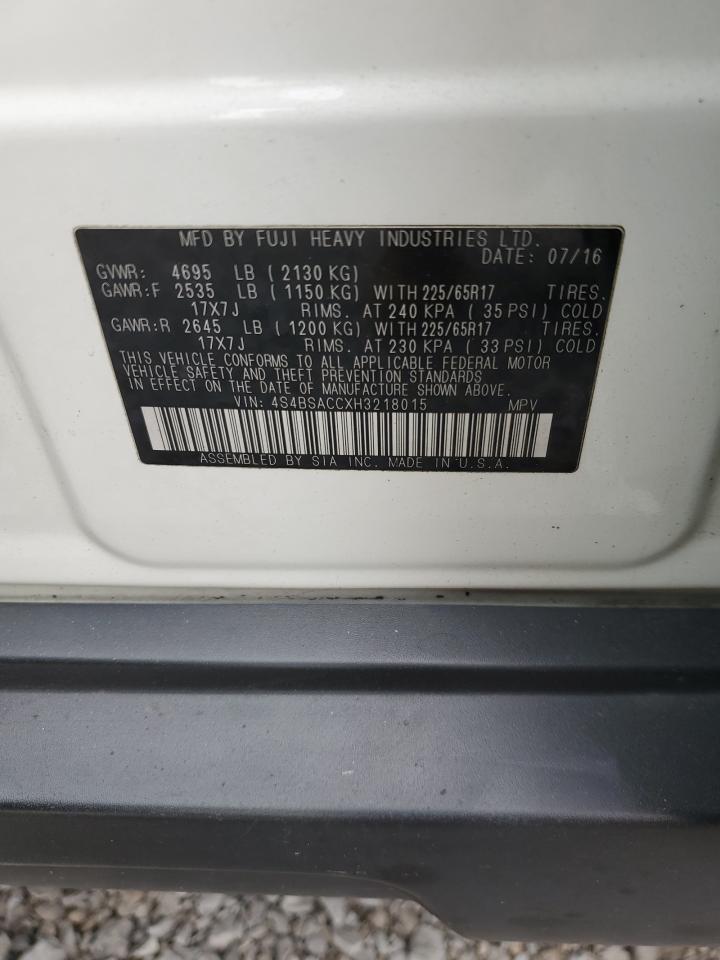 MFD BY FUJI HEAVY INDUSTRIES LTD.
DATE: 07/16
GVWR: 4695 LB (2130 KG)
GAWR:F 2535 LB (1150 KG) WITH 225/65R17 TIRES.
17X7J RIMS. AT 240 KPA (35 PSI) COLD
GAWR:R 2645 LB (1200 KG) WITH 225/65R17 TIRES.
17X7J RIMS. AT 230 KPA (33 PSI) COLD
THIS VEHICLE CONFORMS TO ALL APPLICABLE FEDERAL MOTOR
VEHICLE SAFETY AND THEFT PREVENTION STANDARDS
IN EFFECT ON THE DATE OF MANUFACTURE SHOWN ABOVE.
VIN: 4S4BSACCXH3218015 MPV
ASSEMBLED BY SIA INC. MADE IN U.S.A.